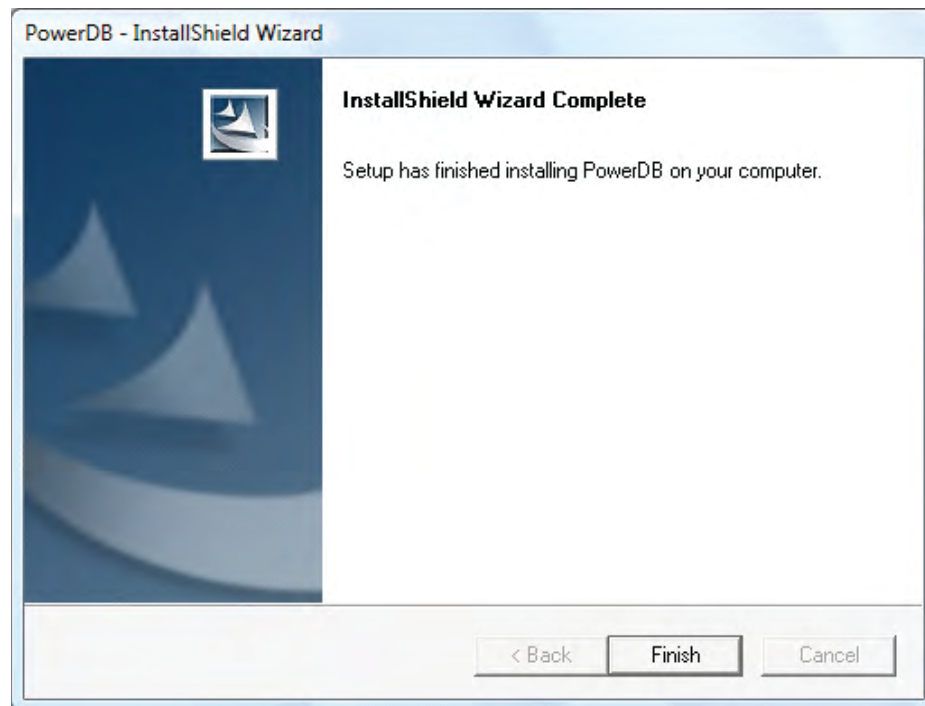 PowerDB - InstallShield Wizard
InstallShield Wizard Complete
Setup has finished installing PowerDB on your computer.
< Back
Finish
Cancel